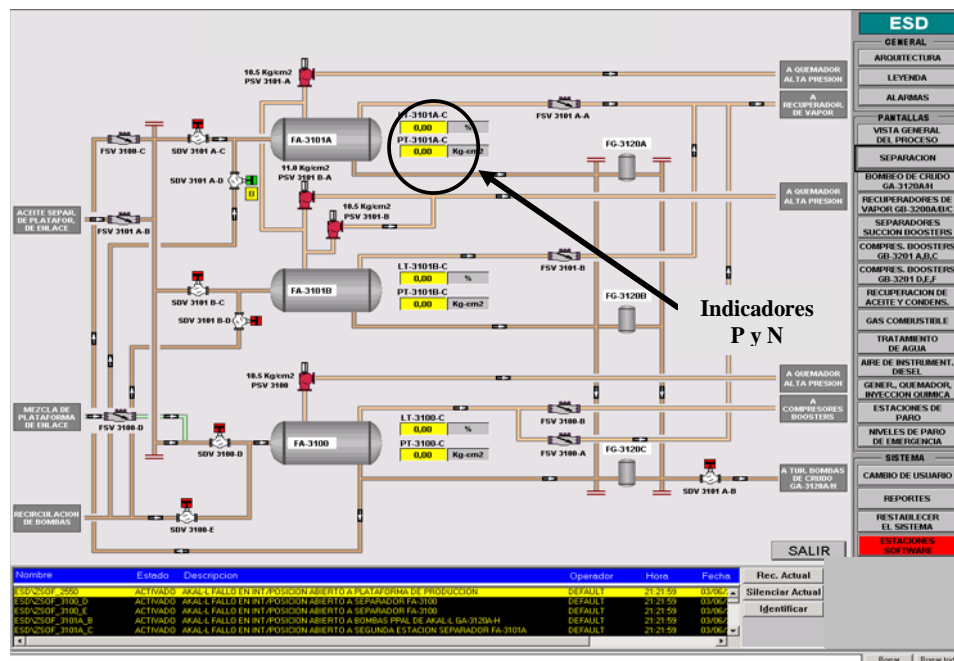 ESD
GENERAL
ARQUITECTURA
LEYENDA
ALARMAS
PANTALLAS
VISTA GENERAL
DEL PROCESO
SEPARACION
BOMBEO DE CRUDO
GA-3120A/H
RECUPERADORES DE
VAPOR GB-3200A/B/C
SEPARADORES
SUCCION BOOSTERS
COMPRES. BOOSTERS
GB-3201 A,B,C
COMPRES. BOOSTERS
GB-3201 D,E,F
RECUPERACION DE
ACEITE Y CONDENS.
GAS COMBUSTIBLE
TRATAMIENTO
DE AGUA
AIRE DE INSTRUMENT.
DIESEL
GENER., QUEMADOR,
INYECCION QUIMICA
ESTACIONES DE
PARO
NIVELES DE PARO
DE EMERGENCIA
SISTEMA
CAMBIO DE USUARIO
REPORTES
RESTABLECER
EL SISTEMA
ESTACIONES
SOFTWARE
10.5 Kg/cm2
PSV 3101-A
A QUEMADOR
ALTA PRESION
A
RECUPERADOR.
DE VAPOR
FSV 3101 A-A
LT-3101A-C
0,00 %
PT-3101A-C
0,00 Kg-cm2
FA-3101A
FSV 3100-C
SDV 3101 A-C
SDV 3101 A-D
B
11.0 Kg/cm2
PSV 3101 B-A
FG-3120A
A QUEMADOR
ALTA PRESION
10.5 Kg/cm2
PSV 3101-B
ACEITE SEPAR.
DE PLATAFOR.
DE ENLACE
FSV 3101 A-B
FSV 3101-B
LT-3101B-C
0,00 %
PT-3101B-C
0,00 Kg-cm2
FA-3101B
SDV 3101 B-C
SDV 3101 B-D
FG-3120B
Indicadores
P y N
10.5 Kg/cm2
PSV 3100
A QUEMADOR
ALTA PRESION
A
COMPRESORES
BOOSTERS
MEZCLA DE
PLATAFORMA
DE ENLACE
FSV 3100-D
LT-3100-C
0,00 %
PT-3100-C
0,00 Kg-cm2
FA-3100
SDV 3100-D
FSV 3100-B
FSV 3100-A
FG-3120C
A TUR. BOMBAS
DE CRUDO
GA-3120A-H
SDV 3101 A-B
RECIRCULACION
DE BOMBAS
SDV 3100-E
SALIR
Nombre Estado Descripcion Operador Hora Fecha
ESD\ZSOF_2550 ACTIVADO AKAL-L FALLO EN INT/POSICION ABIERTO A PLATAFORMA DE PRODUCCION DEFAULT 21:21:59 03/06/
ESD\ZSOF_3100_D ACTIVADO AKAL-L FALLO EN INT/POSICION ABIERTO A SEPARADOR FA-3100 DEFAULT 21:21:59 03/06/
ESD\ZSOF_3100_E ACTIVADO AKAL-L FALLO EN INT/POSICION ABIERTO A SEPARADOR FA-3100 DEFAULT 21:21:59 03/06/
ESD\ZSOF_3101A_B ACTIVADO AKAL-L FALLO EN INT/POSICION ABIERTO A BOMBAS PPAL DE AKAL-L GA-3120A-H DEFAULT 21:21:59 03/06/
ESD\ZSOF_3101A_C ACTIVADO AKAL-L FALLO EN INT/POSICION ABIERTO A SEGUNDA ESTACION SEPARADOR FA-3101A DEFAULT 21:21:59 03/06/
Rec. Actual
Silenciar Actual
Identificar